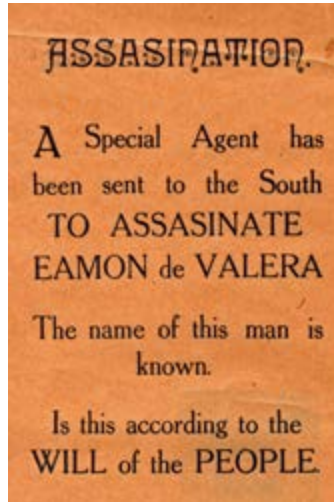 ASSASINATION.
A Special Agent has
been sent to the South
TO ASSASINATE
EAMON de VALERA
The name of this man is
known.
Is this according to the
WILL of the PEOPLE.